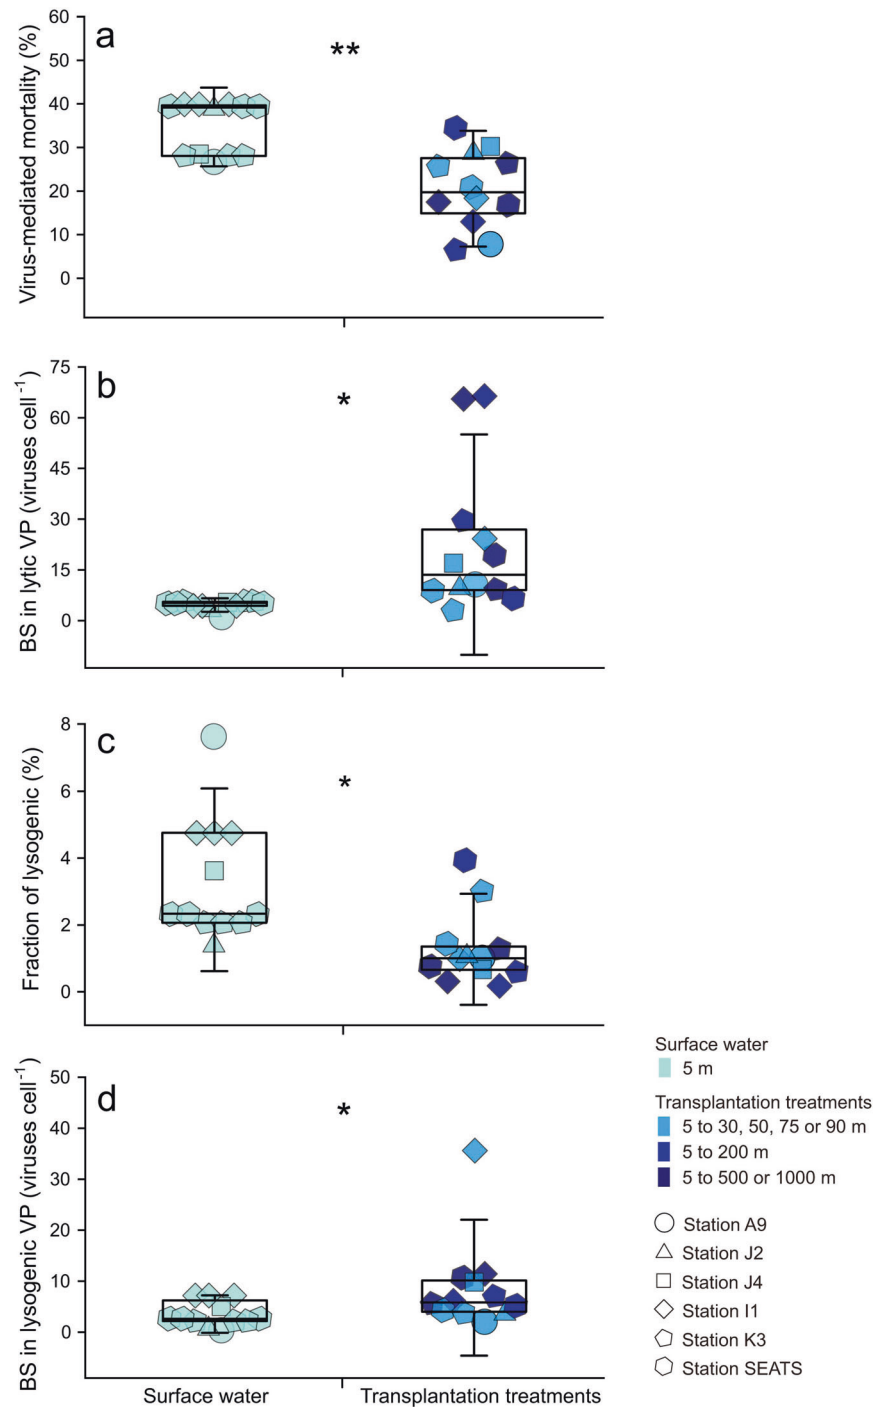 a
**
Virus-mediated mortality (%)
60
50
40
30
20
10
0
b
*
BS in lytic VP (viruses cell⁻¹)
75
60
45
30
15
0
c
*
Fraction of lysogenic (%)
8
6
4
2
0
d
*
BS in lysogenic VP (viruses cell⁻¹)
50
40
30
20
10
0
Surface water
Transplantation treatments
Surface water
5 m
Transplantation treatments
5 to 30, 50, 75 or 90 m
5 to 200 m
5 to 500 or 1000 m
Station A9
Station J2
Station J4
Station I1
Station K3
Station SEATS